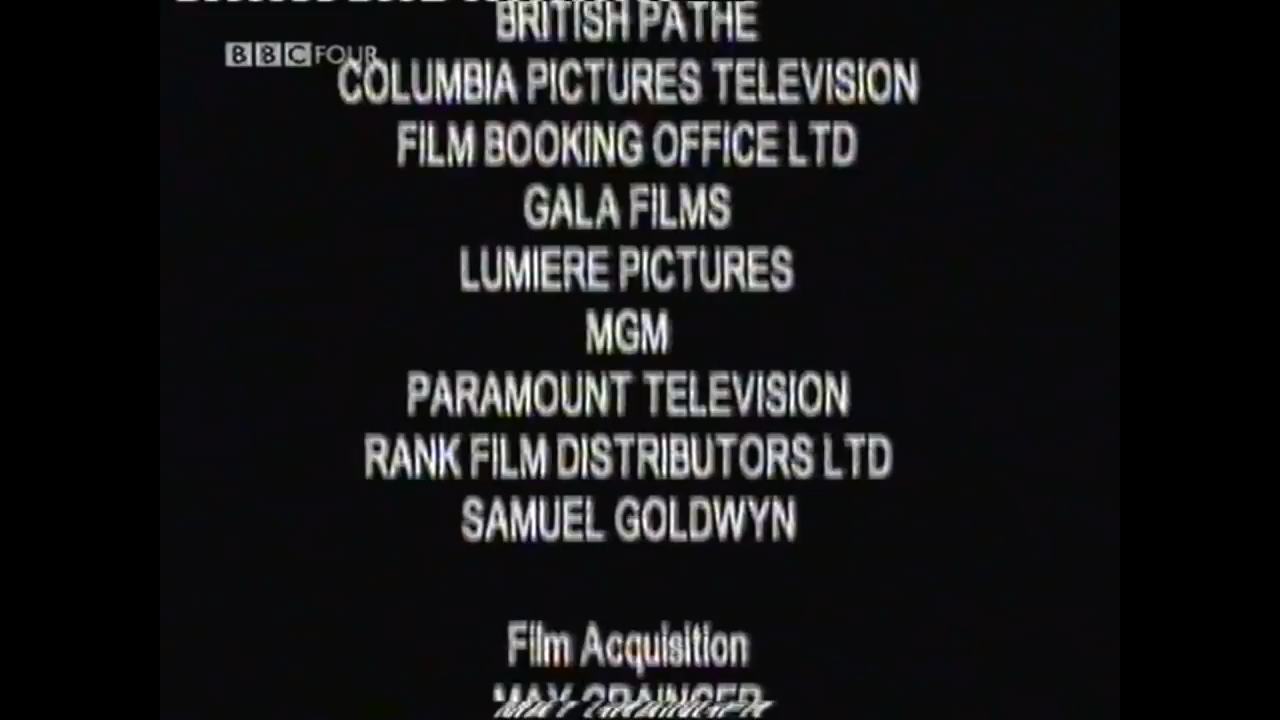 BRITISH PATHE
BBC FOUR
COLUMBIA PICTURES TELEVISION
FILM BOOKING OFFICE LTD
GALA FILMS
LUMIERE PICTURES
MGM
PARAMOUNT TELEVISION
RANK FILM DISTRIBUTORS LTD
SAMUEL GOLDWYN
Film Acquisition